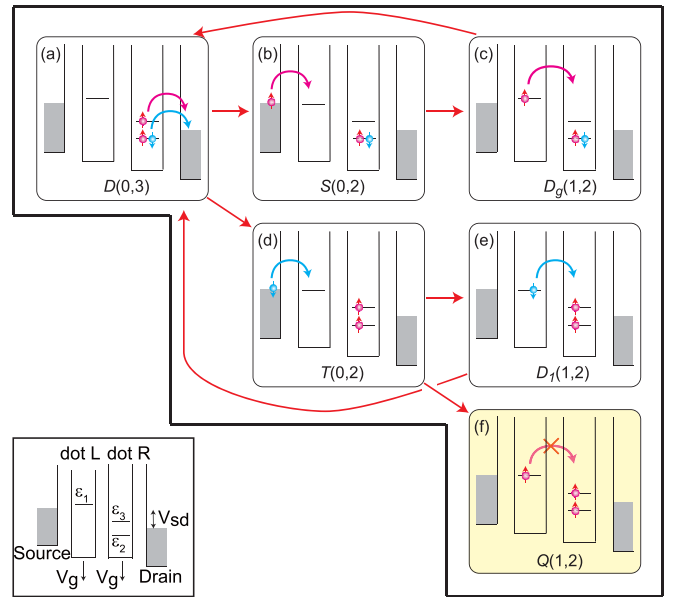 (a)
D(0,3)
(b)
S(0,2)
(c)
Dg(1,2)
(d)
T(0,2)
(e)
D1(1,2)
(f)
Q(1,2)
dot L dot R
ε1
ε3
ε2
Vsd
Source
Vg
Vg
Drain